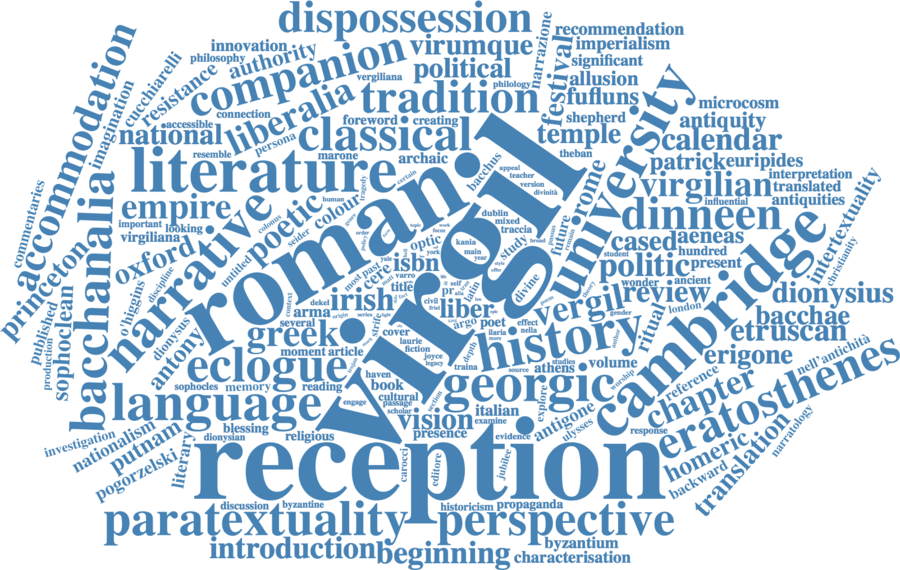 dispossession
recommendation
innovation
virumque
imperialism
philosophy
authority
companion
political
narrazione
festival
significant
cucchiarelli
resistance
vergiliana
philology
allusion
accommodation
imagination
connection
tradition
fufluns
microcosm
national
accessible
liberalia
foreword
creating
shepherd
antiquity
persona
classical
temple
university
calendar
resemble
marone
archaic
theban
patrick
euripides
literature
bacchus
appeal
teacher
version
divinità
rome
virgilian
interpretation
translated
influential
antiquities
commentaries
bacchanalia
empire
narrative
poetic
colour
tragedy
certain
human
roman
virgil
dublin
mixed
traccia
future
dinneen
important
looking
virgiliana
seider
colonus
optic
study
cased
aeneas
intertextuality
christianity
princeton
oxford
untitled
order
most
past
kania
main
year
broad
student
hundred
discipline
cere
varro
isbn
title
divine
politic
present
wonder
ancient
published
production
sophoclean
o'higgins
dionysus
antony
context
irish
arma
dekel
origin
series
several
civil
liber
latin
self
style
offer
vergil
gender
review
theory
london
cambridge
dionysius
bacchae
etruscan
greek
moment
article
cover
laurie
fiction
joyce
legacy
argo
poet
effect
nella
ilaria
more
depth
history
ritual
volume
erigone
eclogue
sophocles
memory
reading
haven
book
cultural
passage
scholar
engage
traina
source
athens
studies
georgic
explore
worship
reference
chapter
nell'antichità
eratosthenes
language
blessing
dionysian
religious
vision
presence
section
italian
examine
evidence
antigone
ulysses
response
homeric
backward
translation
narratology
investigation
nationalism
putnam
pogorzelski
literary
reception
carocci
editore
jubilee
discussion
byzantine
historicism
propaganda
paratextuality
perspective
introduction
beginning
byzantium
characterisation